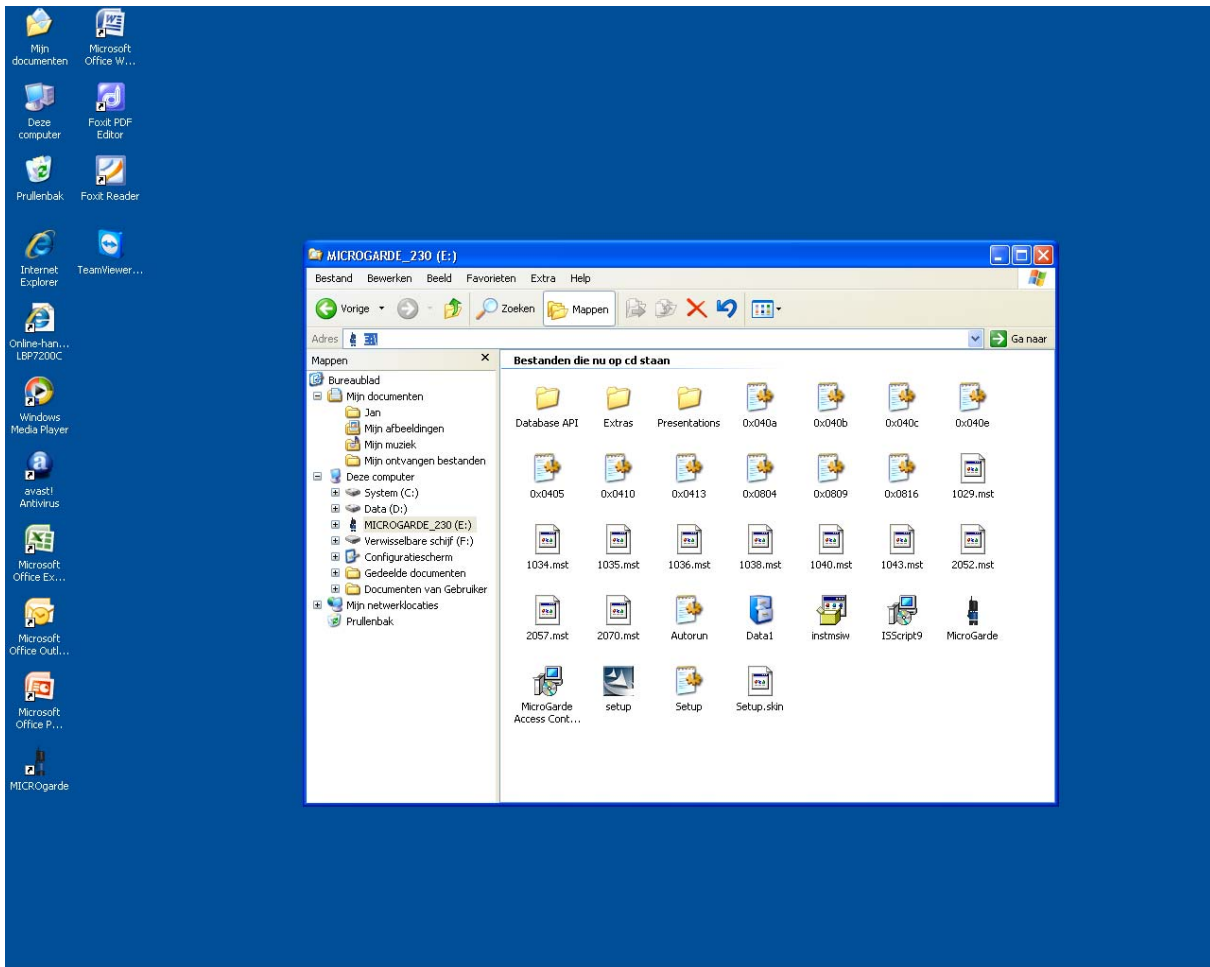 Mijn
documenten
Microsoft
Office W...
Deze
computer
Foxit PDF
Editor
Prullenbak
Foxit Reader
Internet
Explorer
TeamViewer...
Online-han...
LBP7200C
Windows
Media Player
avast!
Antivirus
Microsoft
Office Ex...
Microsoft
Office Outl...
Microsoft
Office P...
MICROgarde
MICROGARDE_230 (E:)
Bestand Bewerken Beeld Favorieten Extra Help
Vorige Zoeken Mappen
Adres E:\ Ga naar
Mappen
Bureaublad
Mijn documenten
Jan
Mijn afbeeldingen
Mijn muziek
Mijn ontvangen bestanden
Deze computer
System (C:)
Data (D:)
MICROGARDE_230 (E:)
Verwisselbare schijf (F:)
Configuratiescherm
Gedeelde documenten
Documenten van Gebruiker
Mijn netwerklocaties
Prullenbak
Bestanden die nu op cd staan
Database API Extras Presentations 0x040a 0x040b 0x040c 0x040e
0x0405 0x0410 0x0413 0x0804 0x0809 0x0816 1029.mst
1034.mst 1035.mst 1036.mst 1038.mst 1040.mst 1043.mst 2052.mst
2057.mst 2070.mst Autorun Data1 instmsiw ISScript9 MicroGarde
MicroGarde
Access Cont...
setup Setup Setup.skin